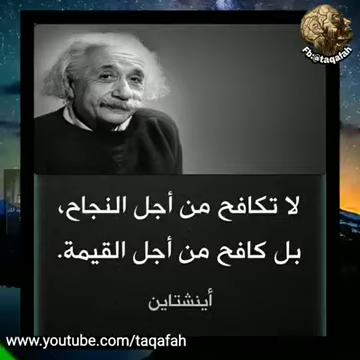 Fb:@taqafah
لا تكافح من أجل النجاح،
بل كافح من أجل القيمة.
أينشتاين
www.youtube.com/taqafah